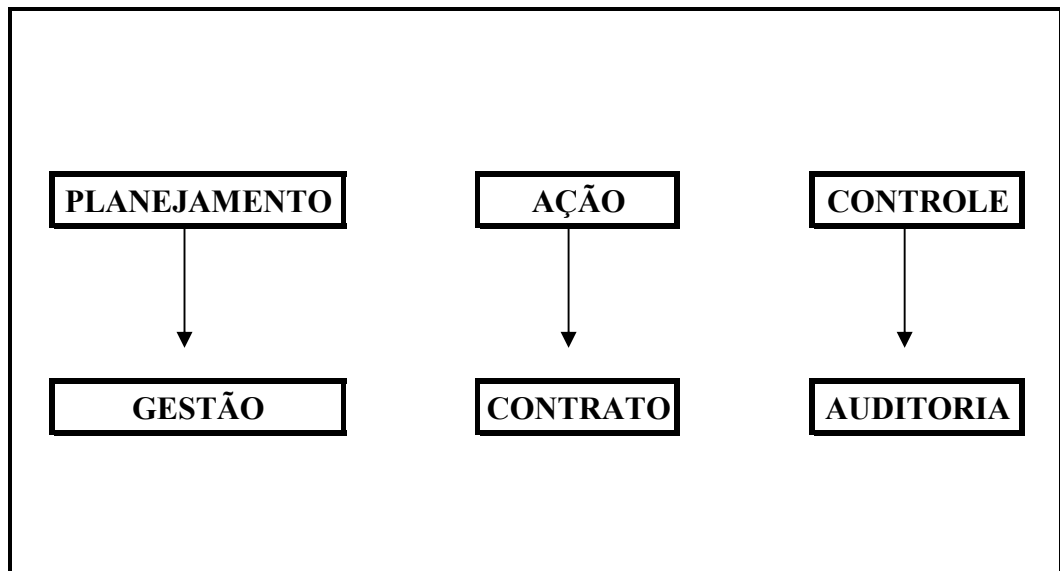 PLANEJAMENTO
AÇÃO
CONTROLE
GESTÃO
CONTRATO
AUDITORIA